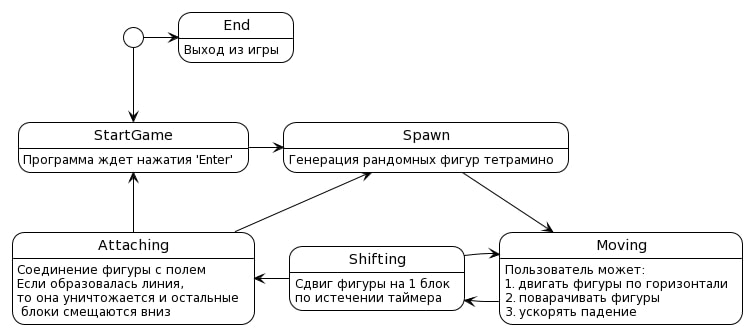 End
Выход из игры
StartGame
Программа ждет нажатия 'Enter'
Spawn
Генерация рандомных фигур тетрамино
Attaching
Соединение фигуры с полем
Если образовалась линия,
то она уничтожается и остальные
блоки смещаются вниз
Shifting
Сдвиг фигуры на 1 блок
по истечении таймера
Moving
Пользователь может:
1. двигать фигуры по горизонтали
2. поварачивать фигуры
3. ускорять падение